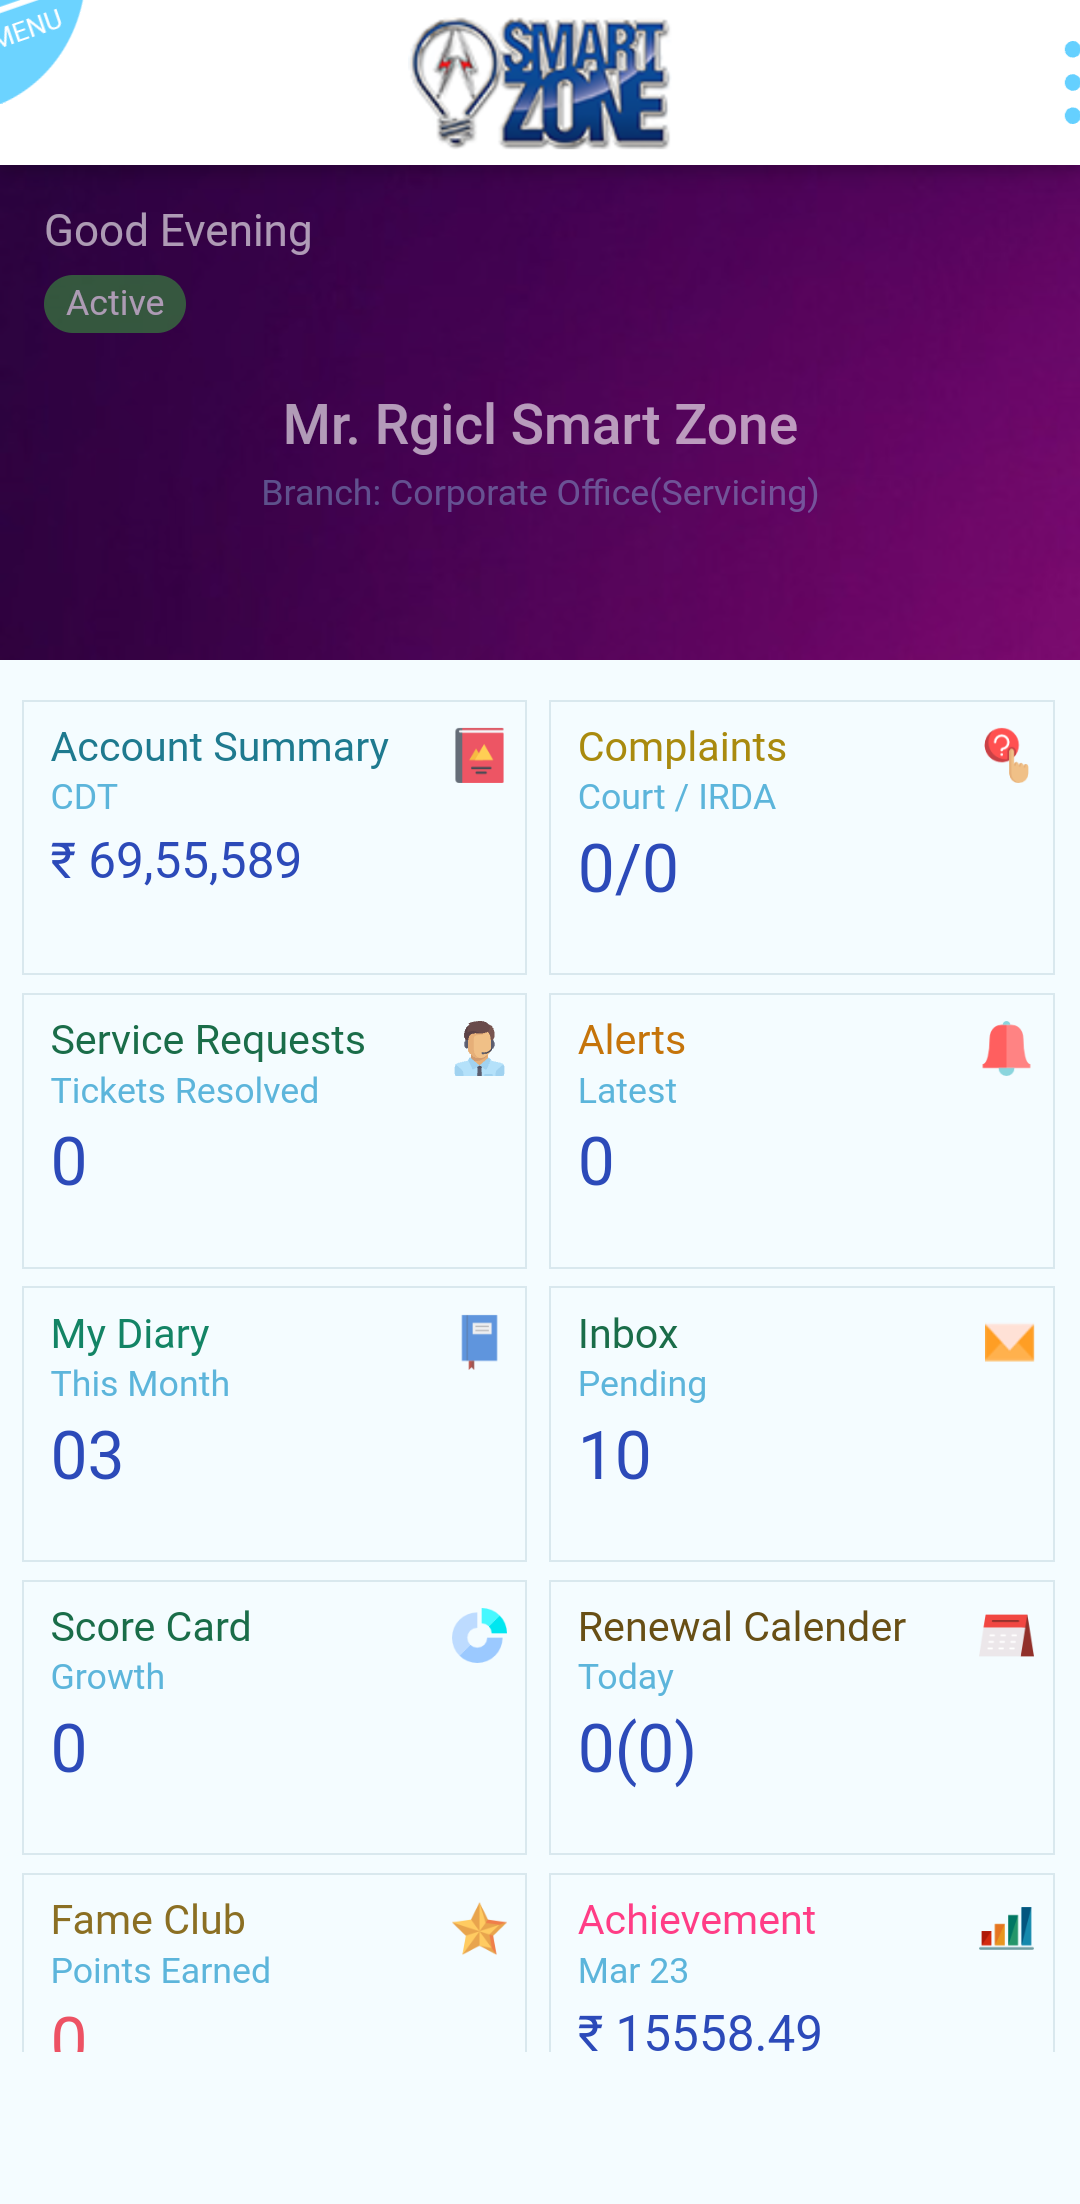 MENU
SMART
ZONE
Good Evening
Active
Mr. Rgicl Smart Zone
Branch: Corporate Office(Servicing)
Account Summary
CDT
₹ 69,55,589
Complaints
Court / IRDA
0/0
Service Requests
Tickets Resolved
0
Alerts
Latest
0
My Diary
This Month
03
Inbox
Pending
10
Score Card
Growth
0
Renewal Calender
Today
0(0)
Fame Club
Points Earned
0
Achievement
Mar 23
₹ 15558.49